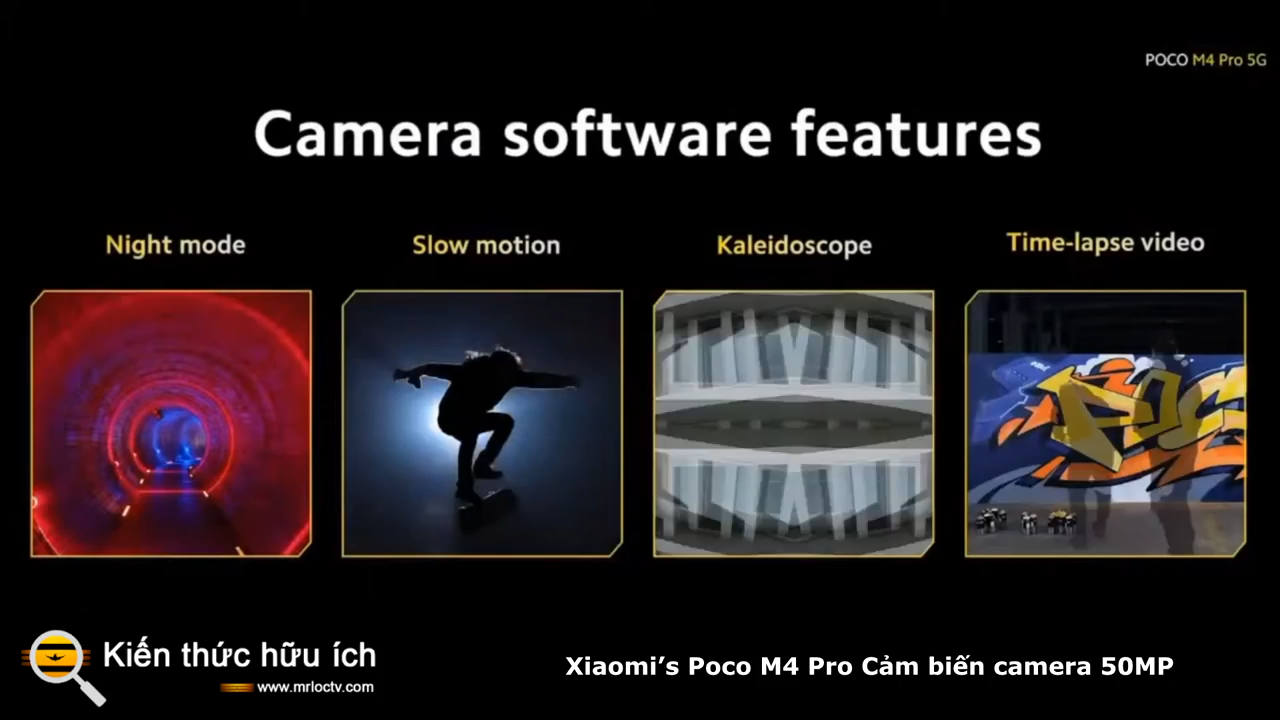 POCO M4 Pro 5G
Camera software features
Night mode
Slow motion
Kaleidoscope
Time-lapse video
Kiến thức hữu ích
www.mrloctv.com
Xiaomi’s Poco M4 Pro Cảm biến camera 50MP